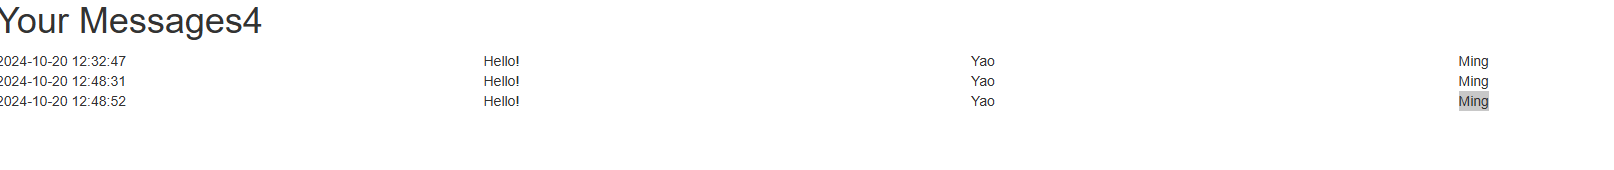 Your Messages4
2024-10-20 12:32:47 Hello! Yao Ming
2024-10-20 12:48:31 Hello! Yao Ming
2024-10-20 12:48:52 Hello! Yao Ming